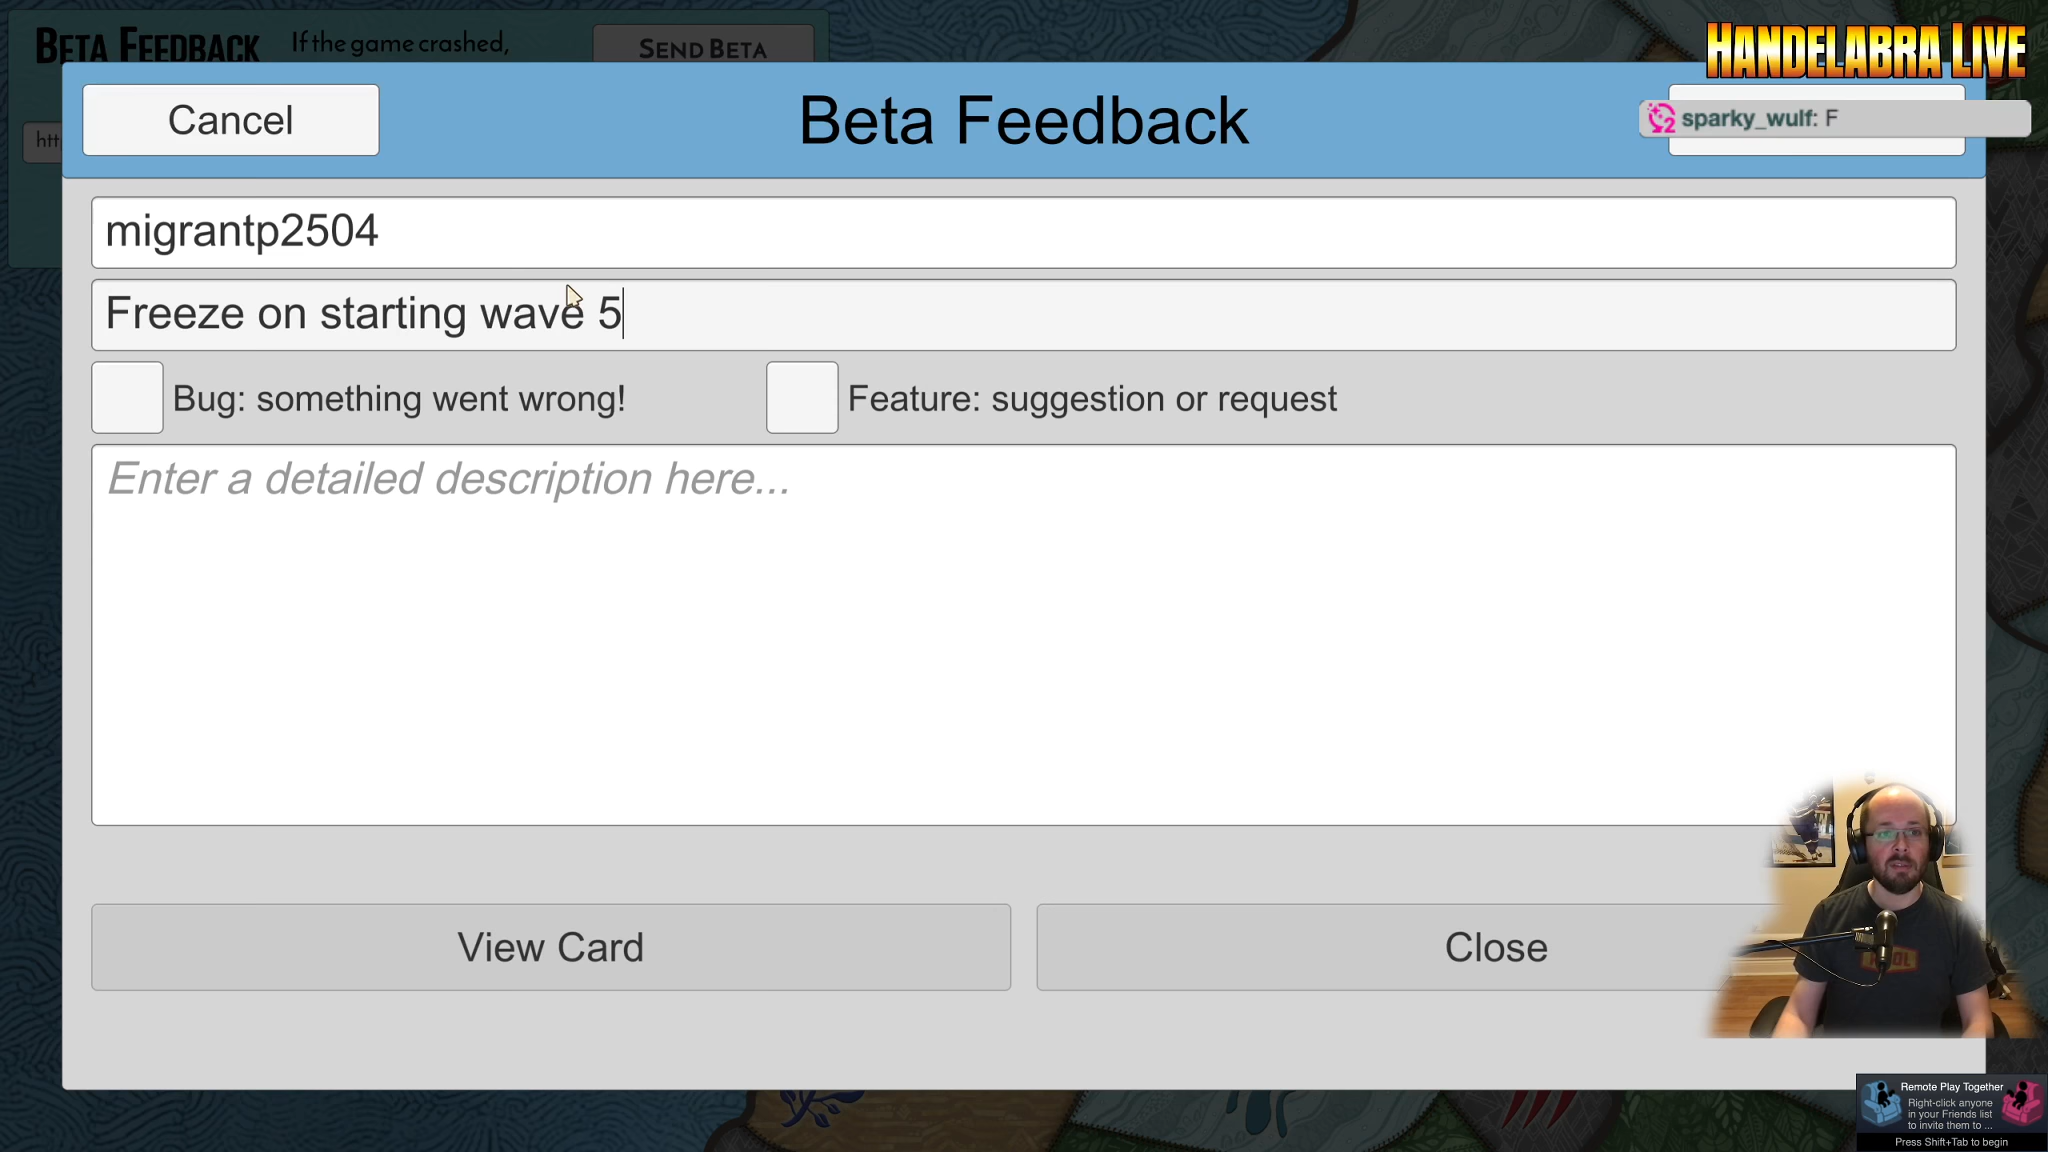 BETA FEEDBACK
If the game crashed,
SEND BETA
HANDELABRA LIVE
Cancel
Beta Feedback
sparky_wulf: F
htt
migrantp2504
Freeze on starting wave 5
Bug: something went wrong!
Feature: suggestion or request
Enter a detailed description here...
View Card
Close
Remote Play Together
Right-click anyone
in your Friends list
to invite them to ...
Press Shift+Tab to begin